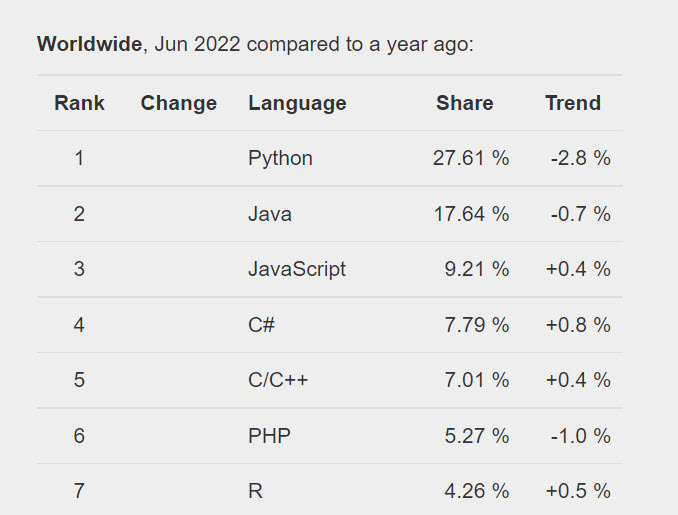 Worldwide, Jun 2022 compared to a year ago:
Rank Change Language Share Trend
1 Python 27.61 % -2.8 %
2 Java 17.64 % -0.7 %
3 JavaScript 9.21 % +0.4 %
4 C# 7.79 % +0.8 %
5 C/C++ 7.01 % +0.4 %
6 PHP 5.27 % -1.0 %
7 R 4.26 % +0.5 %